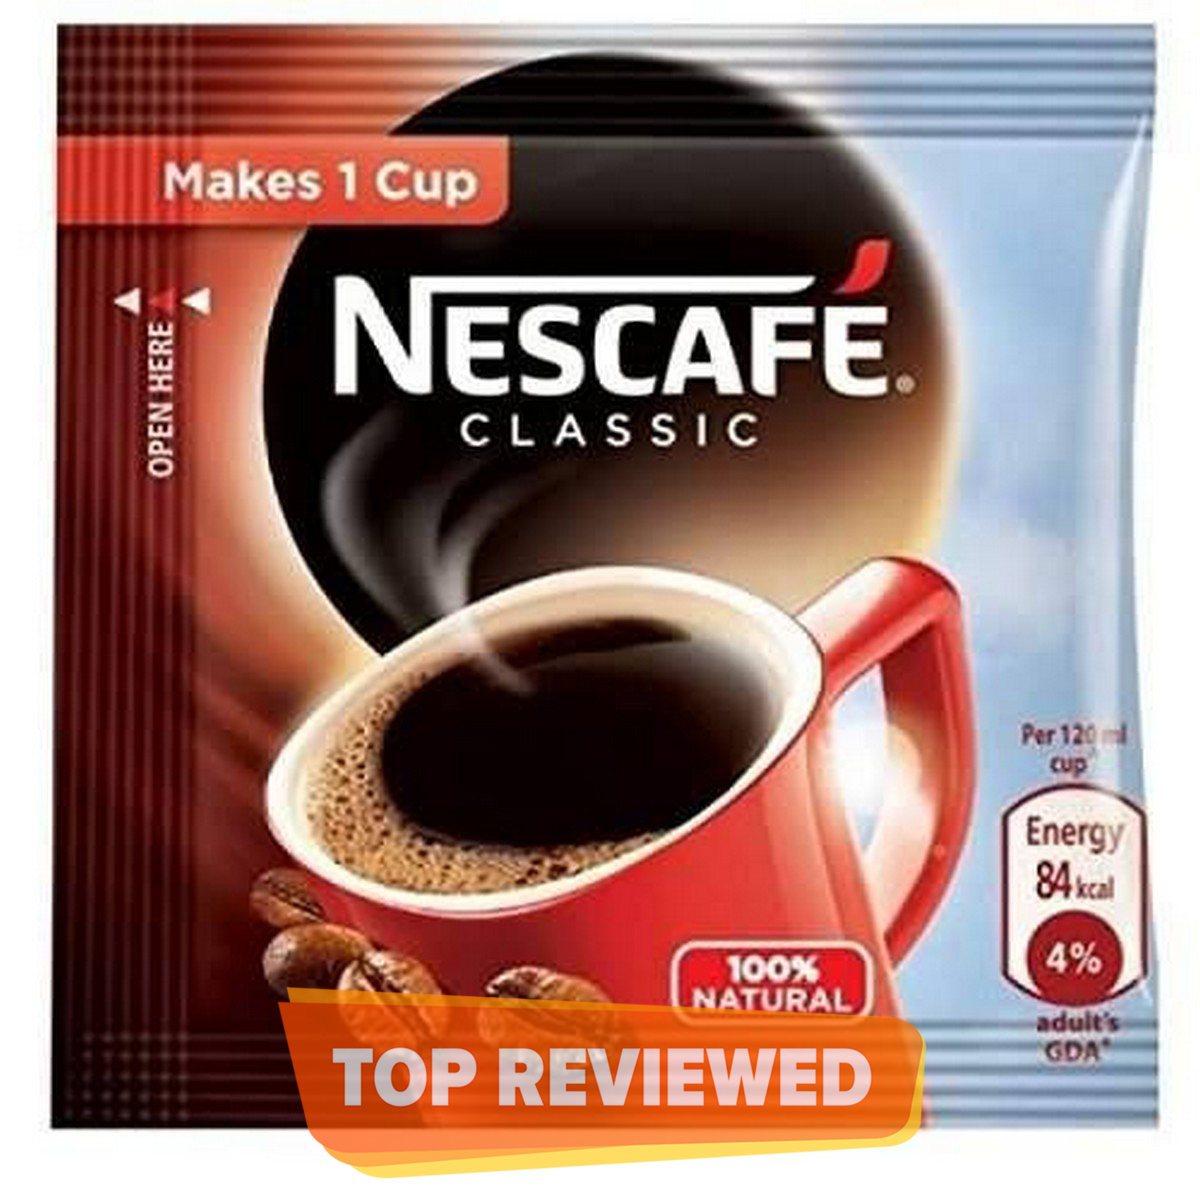 Makes 1 Cup
OPEN HERE
NESCAFÉ®
CLASSIC
Per 120 ml
cup^
Energy
84 kcal
4%
adult's
GDA*
100%
NATURAL
TOP REVIEWED